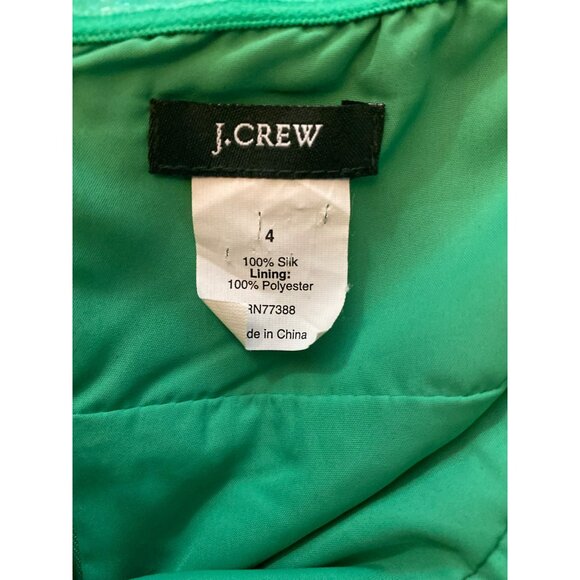 J.CREW
4
100% Silk
Lining:
100% Polyester
RN77388
de in China